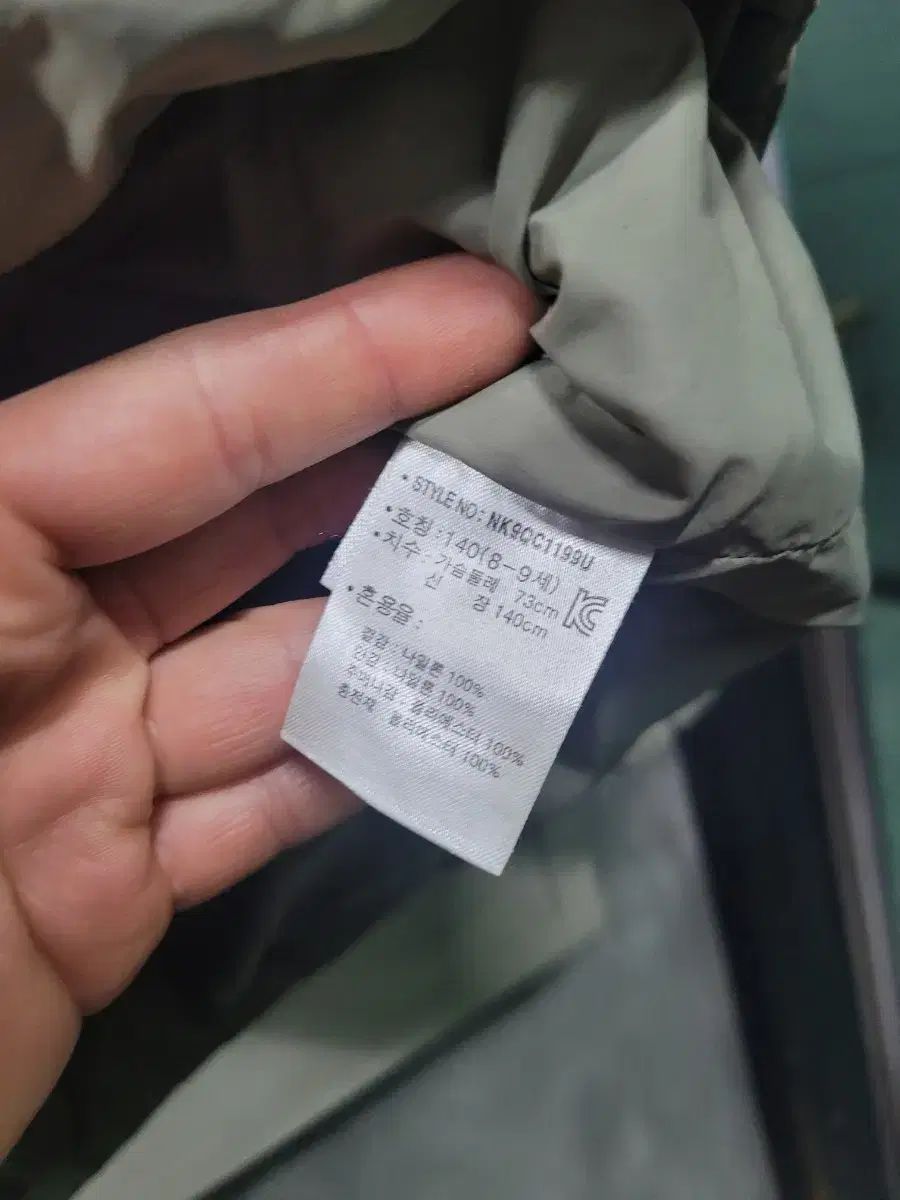 • STYLE NO: NK9CC1199U
• 호칭 : 140(8-9세)
• 치수 : 가슴둘레 73cm
신 장 140cm
• 혼용율 :
겉감 : 나일론 100%
안감 : 나일론 100%
주머니감 : 폴리에스터 100%
충전재 : 폴리에스터 100%